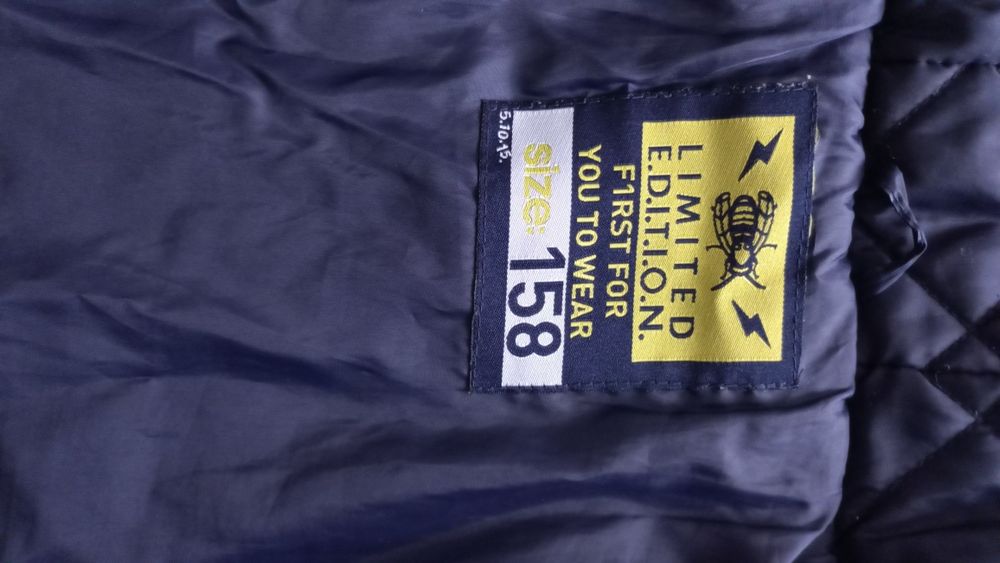 LIMITED
E.D.I.T.I.O.N.
F1RST FOR
YOU TO WEAR
size: 158
5.10.15.